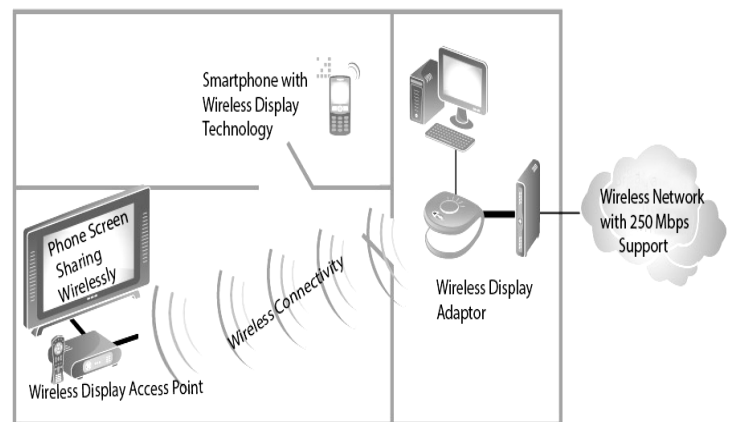 Smartphone with
Wireless Display
Technology
Phone Screen
Sharing
Wirelessly
Wireless Connectivity
Wireless Display Access Point
Wireless Display
Adaptor
Wireless Network
with 250 Mbps
Support